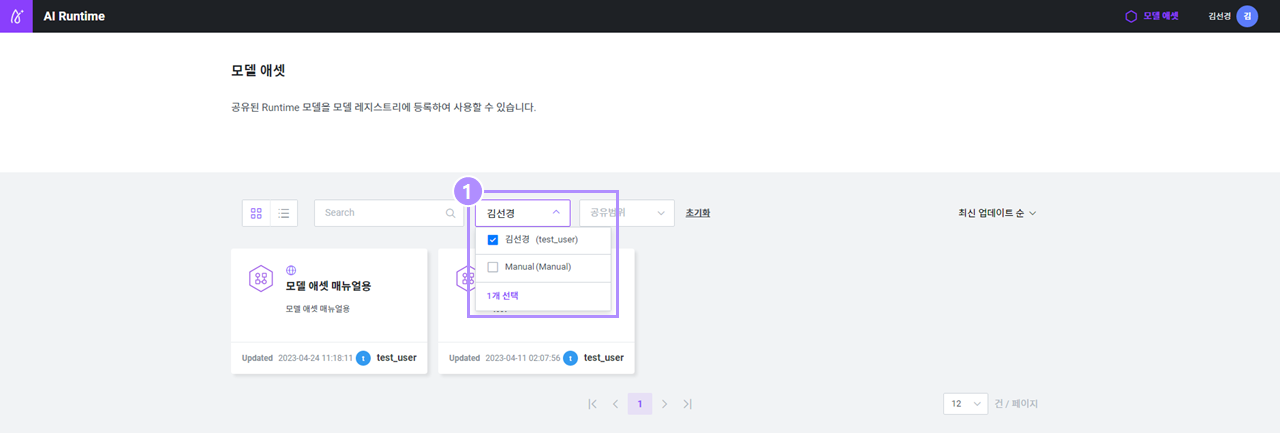 AI Runtime
모델 애셋
김선경
김
모델 애셋
공유된 Runtime 모델을 모델 레지스트리에 등록하여 사용할 수 있습니다.
1
Search
김선경
공유범위
초기화
최신 업데이트 순
김선경 (test_user)
Manual (Manual)
1개 선택
모델 애셋 매뉴얼용
모델 애셋 매뉴얼용
Updated 2023-04-24 11:18:11 t test_user
Updated 2023-04-11 02:07:56 t test_user
1
12
건 / 페이지